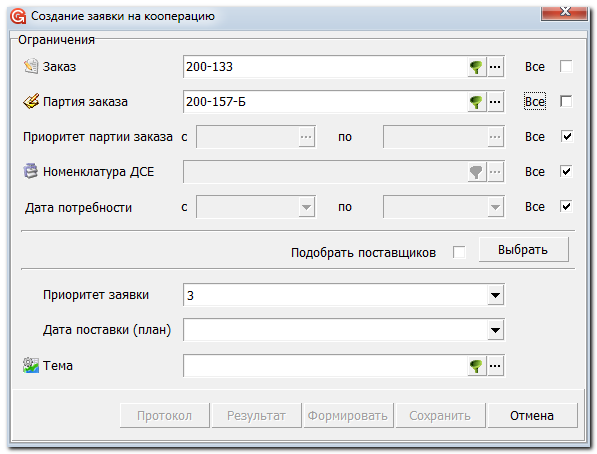 Создание заявки на кооперацию
Ограничения
Заказ 200-133 ... Все
Партия заказа 200-157-Б ... Все
Приоритет партии заказа с ... по ... Все
Номенклатура ДСЕ ... Все
Дата потребности с по Все
Подобрать поставщиков Выбрать
Приоритет заявки 3
Дата поставки (план)
Тема ...
Протокол Результат Формировать Сохранить Отмена